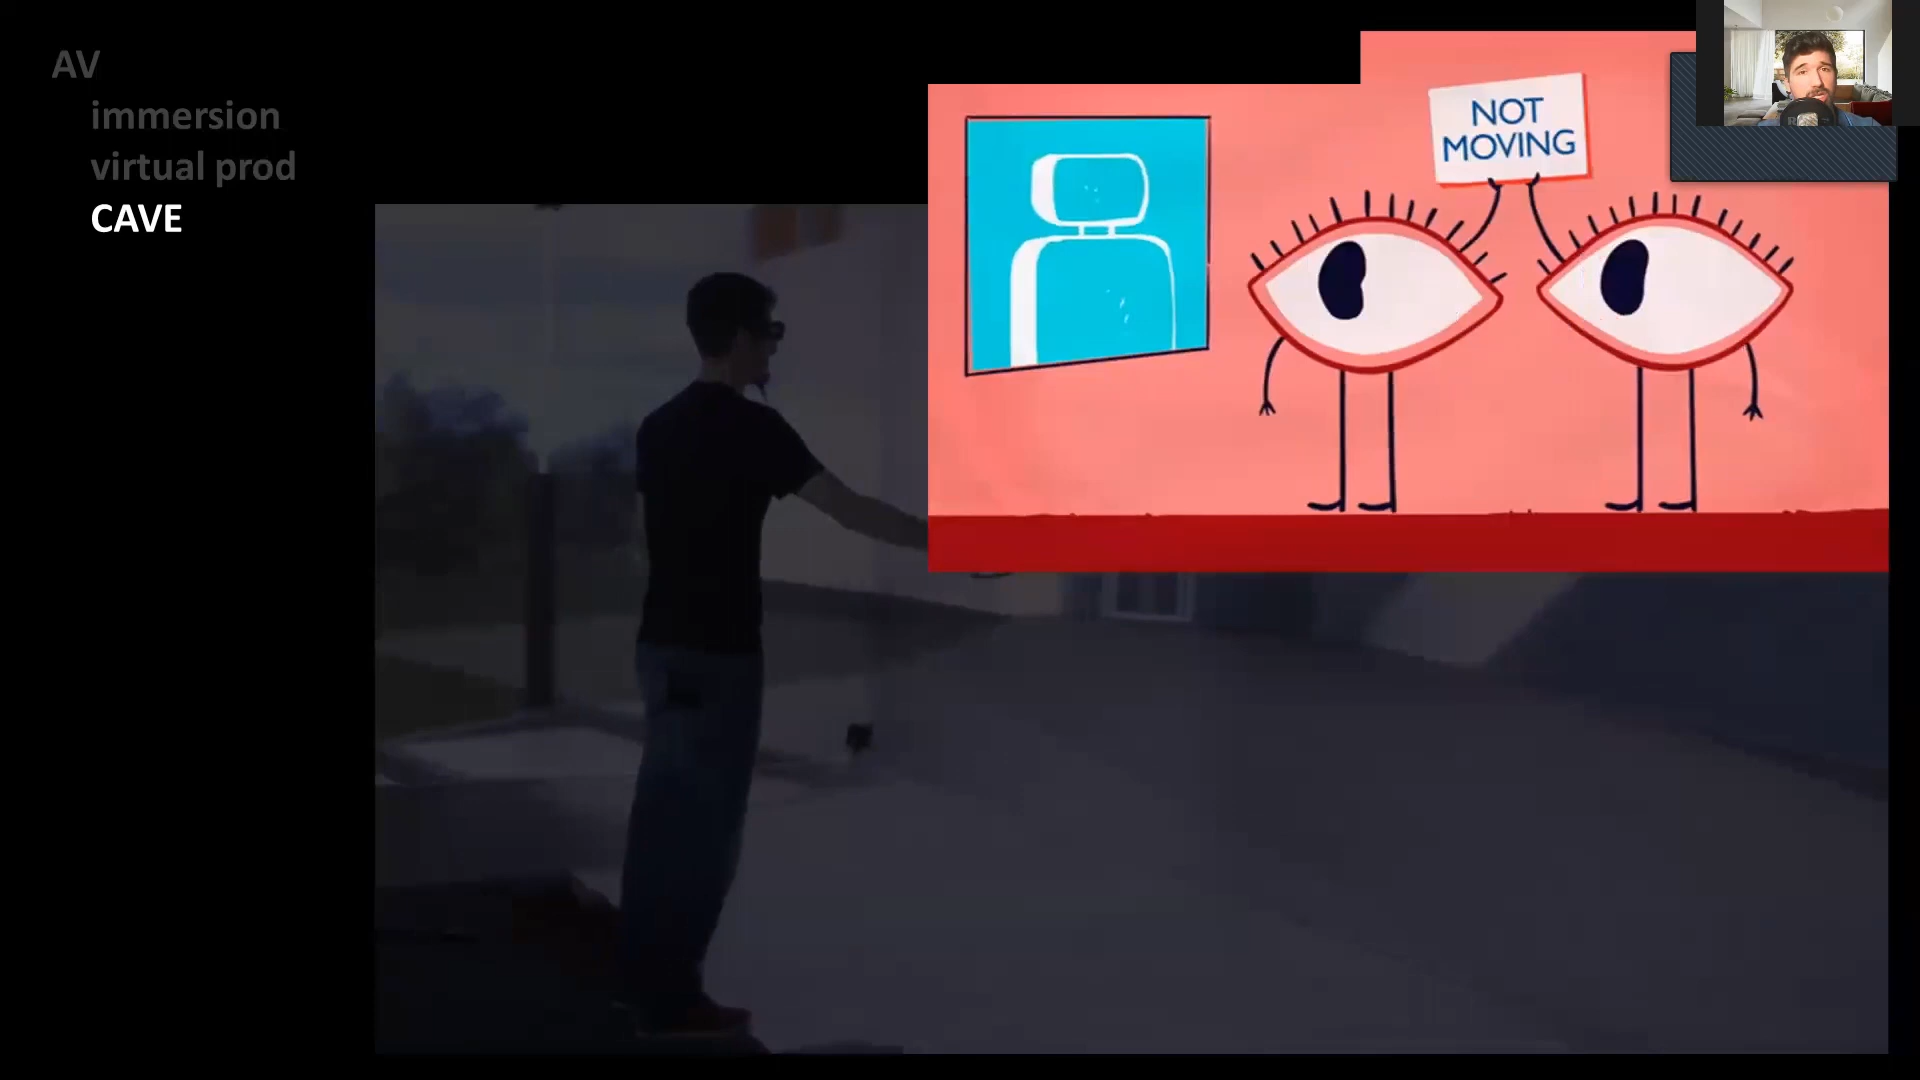 AV
immersion
virtual prod
CAVE
NOT
MOVING